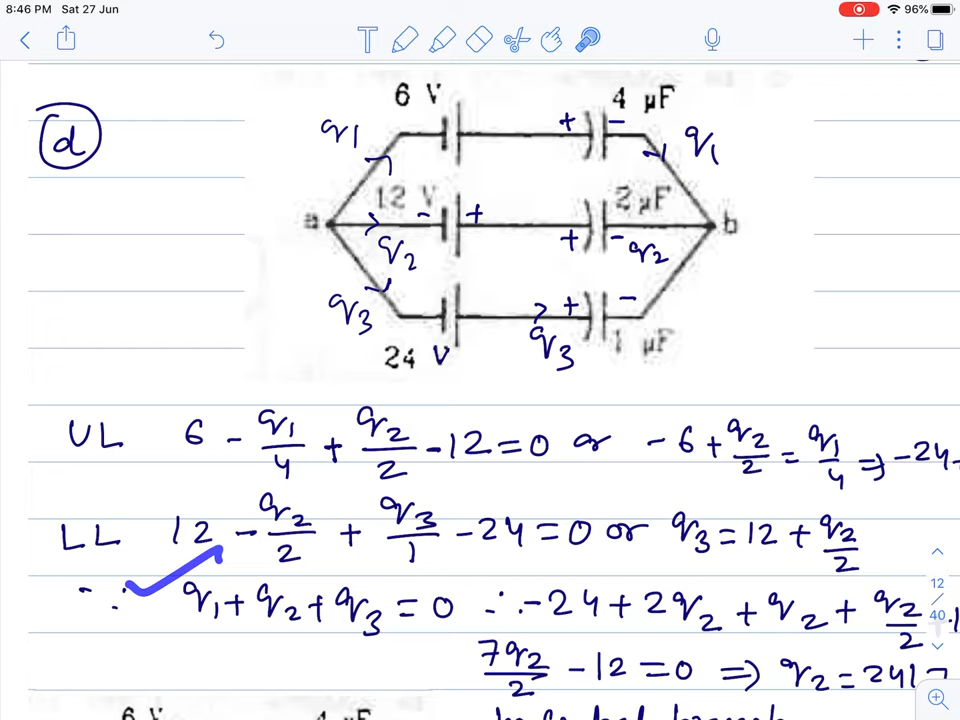 8:46 PM Sat 27 Jun 96%
T
d
6 V 4 μF
q1 + - q1
12 V 2 μF
a - + b
q2 + - q2
q3 + -
24 V q3 1 μF
UL 6 - q1/4 + q2/2 - 12 = 0 or - 6 + q2/2 = q1/4 ⇒ -24
LL 12 - q2/2 + q3/1 - 24 = 0 or q3 = 12 + q2/2
∵ q1 + q2 + q3 = 0 ∴ -24 + 2q2 + q2 + q2/2
7q2/2 - 12 = 0 ⇒ q2 = 24/7
12 / 40
6 V 4 μF